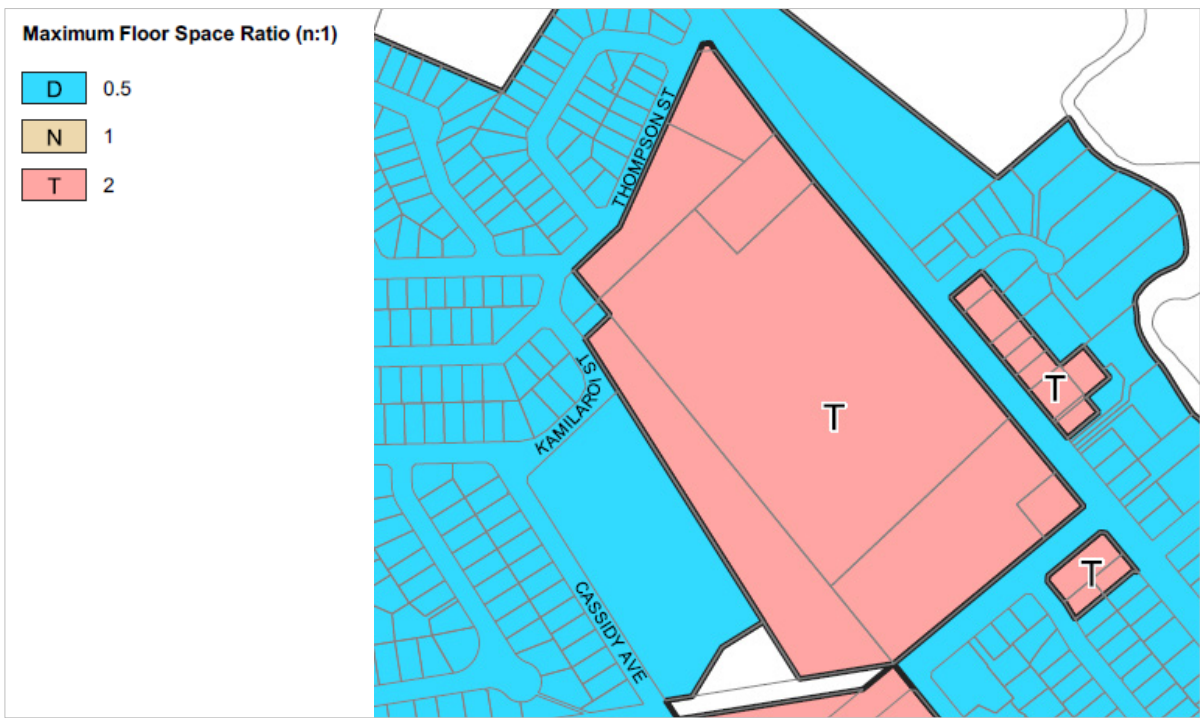 Maximum Floor Space Ratio (n:1)
D 0.5
N 1
T 2
THOMPSON ST
KAMILAROI ST
T
T
T
CASSIDY AVE